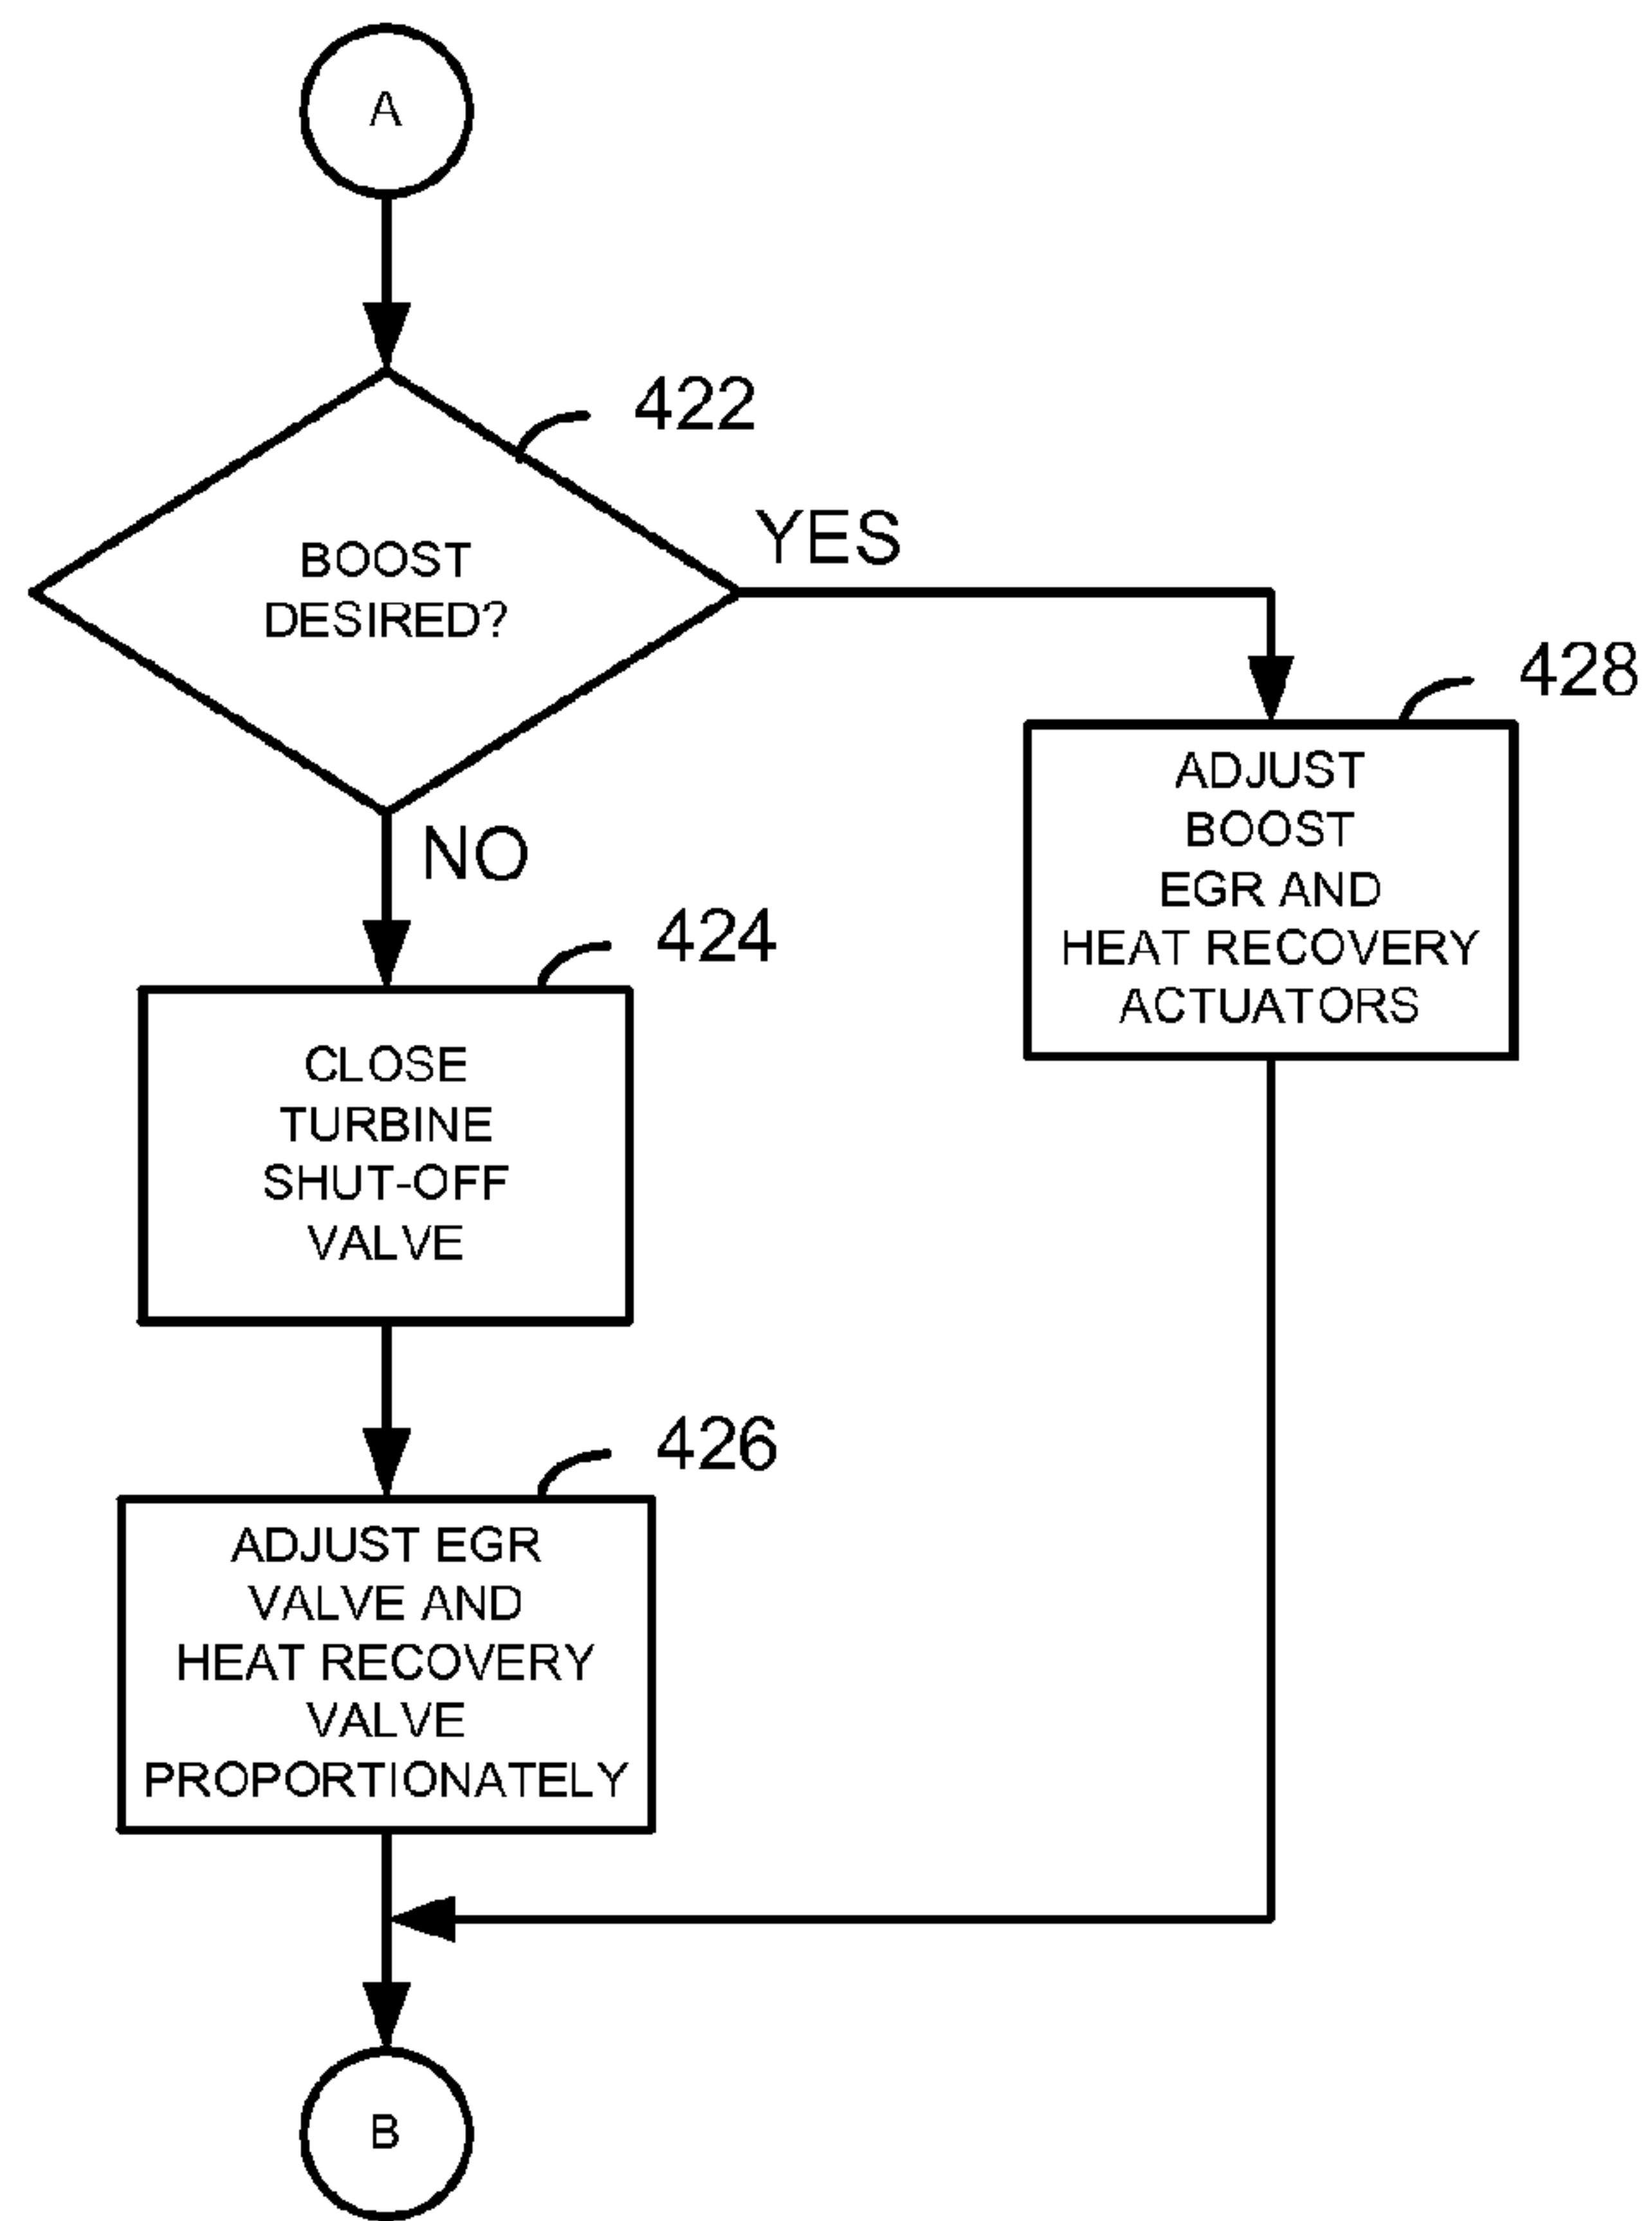 A
422
BOOST
DESIRED?
YES
NO
428
ADJUST
BOOST
EGR AND
HEAT RECOVERY
ACTUATORS
424
CLOSE
TURBINE
SHUT-OFF
VALVE
426
ADJUST EGR
VALVE AND
HEAT RECOVERY
VALVE
PROPORTIONATELY
B